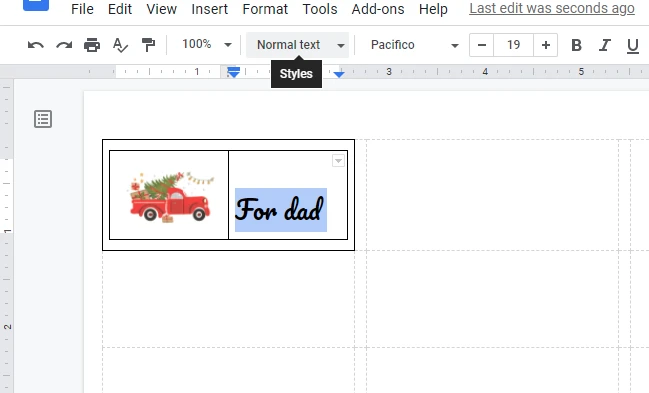 File Edit View Insert Format Tools Add-ons Help Last edit was seconds ago
100% Normal text Pacifico − 19 + B I U
Styles
1 3 4 5
For dad
1
2